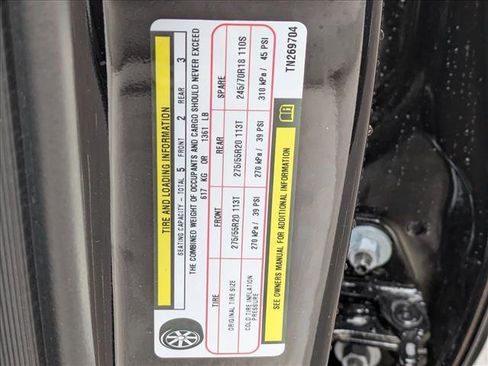 TIRE AND LOADING INFORMATION
SEATING CAPACITY - TOTAL 5 FRONT 2 REAR 3
THE COMBINED WEIGHT OF OCCUPANTS AND CARGO SHOULD NEVER EXCEED
617 KG OR 1361 LB
TIRE FRONT REAR SPARE
ORIGINAL TIRE SIZE 275/55R20 113T 275/55R20 113T 245/70R18 110S
COLD TIRE INFLATION PRESSURE 270 kPa / 39 PSI 270 kPa / 39 PSI 310 kPa / 45 PSI
SEE OWNERS MANUAL FOR ADDITIONAL INFORMATION
TN269704